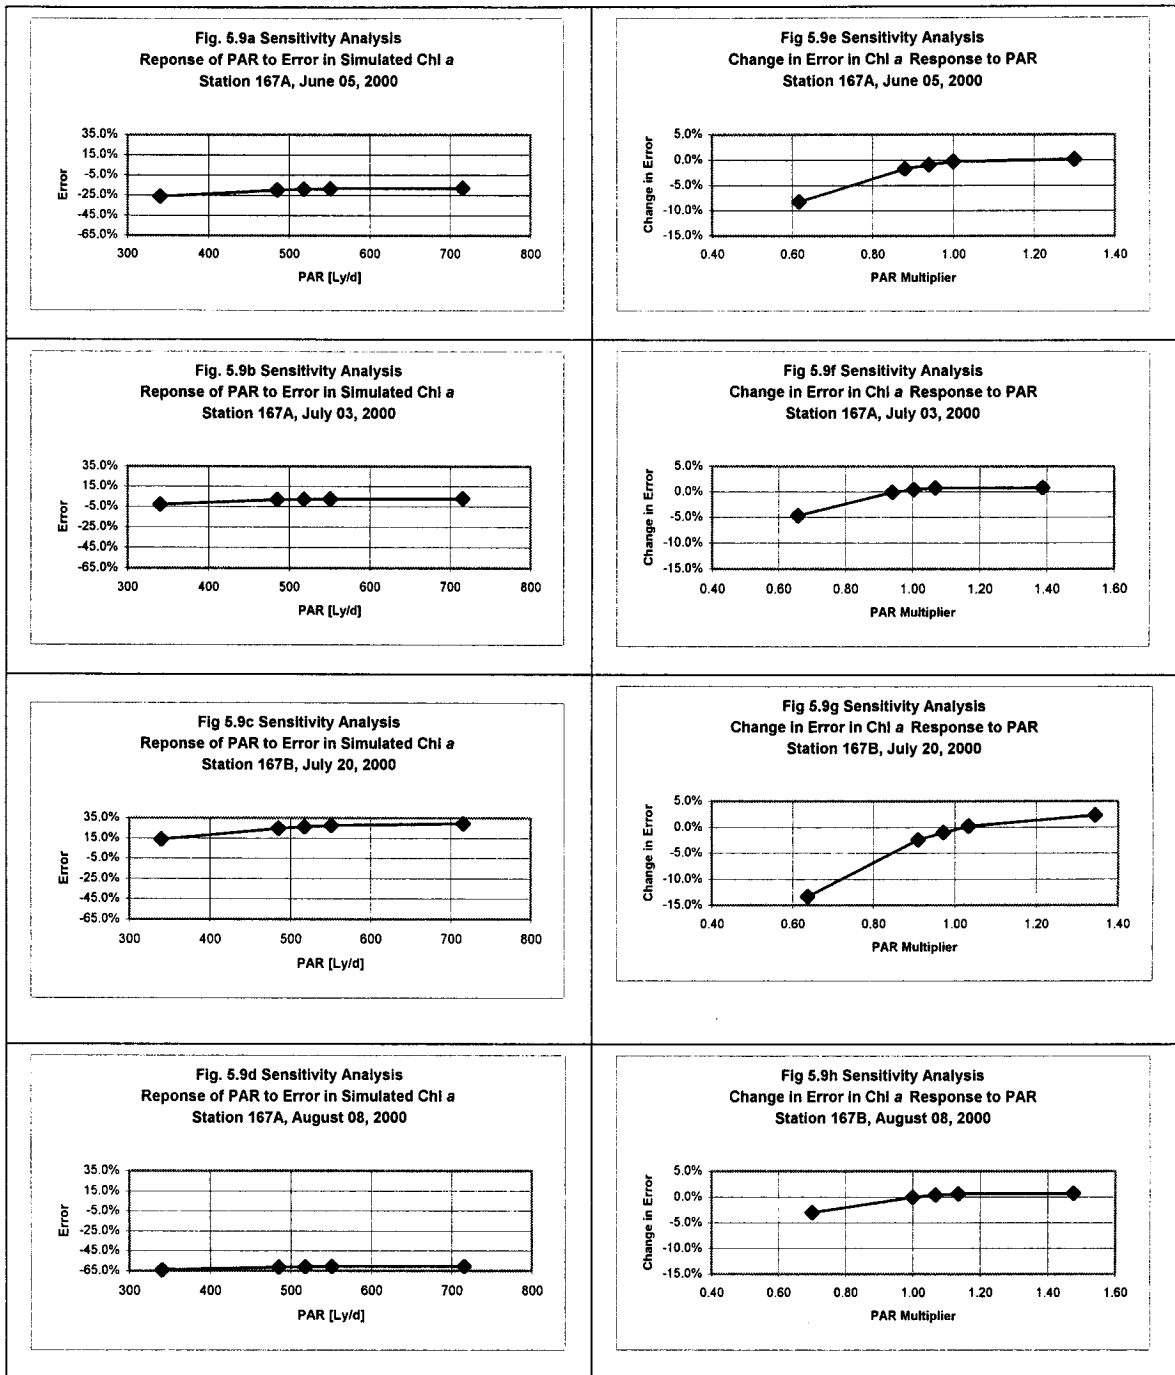 Fig. 5.9a Sensitivity Analysis
Reponse of PAR to Error in Simulated Chl a
Station 167A, June 05, 2000
35.0%
15.0%
-5.0%
-25.0%
-45.0%
-65.0%
Error
300 400 500 600 700 800
PAR [Ly/d]
Fig 5.9e Sensitivity Analysis
Change in Error in Chl a Response to PAR
Station 167A, June 05, 2000
5.0%
0.0%
-5.0%
-10.0%
-15.0%
Change in Error
0.40 0.60 0.80 1.00 1.20 1.40
PAR Multiplier
Fig. 5.9b Sensitivity Analysis
Reponse of PAR to Error in Simulated Chl a
Station 167A, July 03, 2000
35.0%
15.0%
-5.0%
-25.0%
-45.0%
-65.0%
Error
300 400 500 600 700 800
PAR [Ly/d]
Fig 5.9f Sensitivity Analysis
Change in Error in Chl a Response to PAR
Station 167A, July 03, 2000
5.0%
0.0%
-5.0%
-10.0%
-15.0%
Change in Error
0.40 0.60 0.80 1.00 1.20 1.40 1.60
PAR Multiplier
Fig 5.9c Sensitivity Analysis
Reponse of PAR to Error in Simulated Chl a
Station 167B, July 20, 2000
35.0%
15.0%
-5.0%
-25.0%
-45.0%
-65.0%
Error
300 400 500 600 700 800
PAR [Ly/d]
Fig 5.9g Sensitivity Analysis
Change in Error in Chl a Response to PAR
Station 167B, July 20, 2000
5.0%
0.0%
-5.0%
-10.0%
-15.0%
Change in Error
0.40 0.60 0.80 1.00 1.20 1.40
PAR Multiplier
Fig. 5.9d Sensitivity Analysis
Reponse of PAR to Error in Simulated Chl a
Station 167A, August 08, 2000
35.0%
15.0%
-5.0%
-25.0%
-45.0%
-65.0%
Error
300 400 500 600 700 800
PAR [Ly/d]
Fig 5.9h Sensitivity Analysis
Change in Error in Chl a Response to PAR
Station 167B, August 08, 2000
5.0%
0.0%
-5.0%
-10.0%
-15.0%
Change in Error
0.40 0.60 0.80 1.00 1.20 1.40 1.60
PAR Multiplier